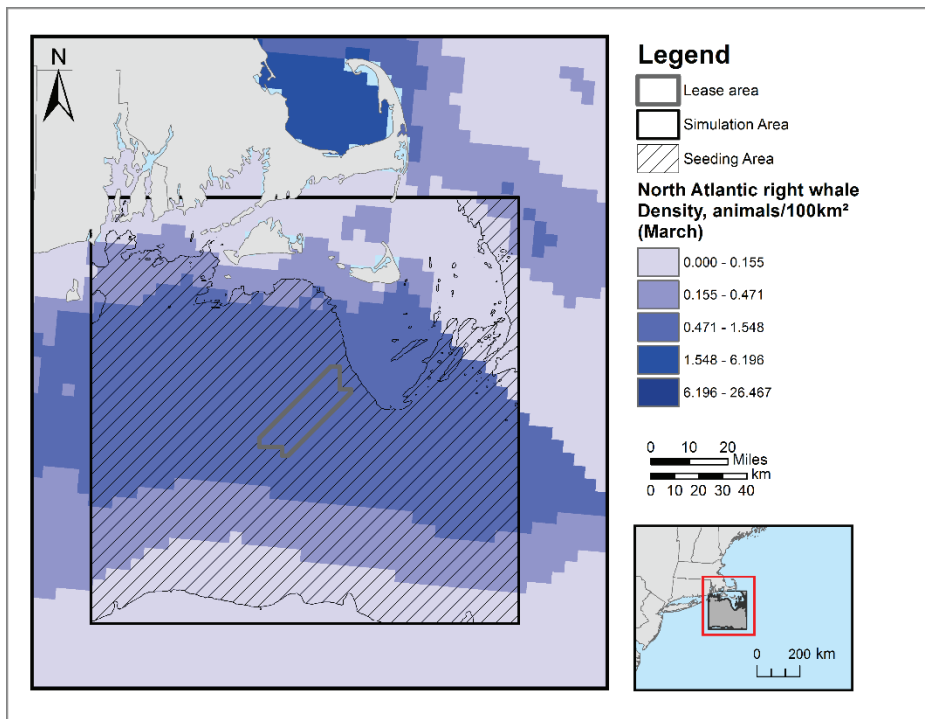 N
Legend
Lease area
Simulation Area
Seeding Area
North Atlantic right whale
Density, animals/100km²
(March)
0.000 - 0.155
0.155 - 0.471
0.471 - 1.548
1.548 - 6.196
6.196 - 26.467
0 10 20
Miles
km
0 10 20 30 40
0 200 km